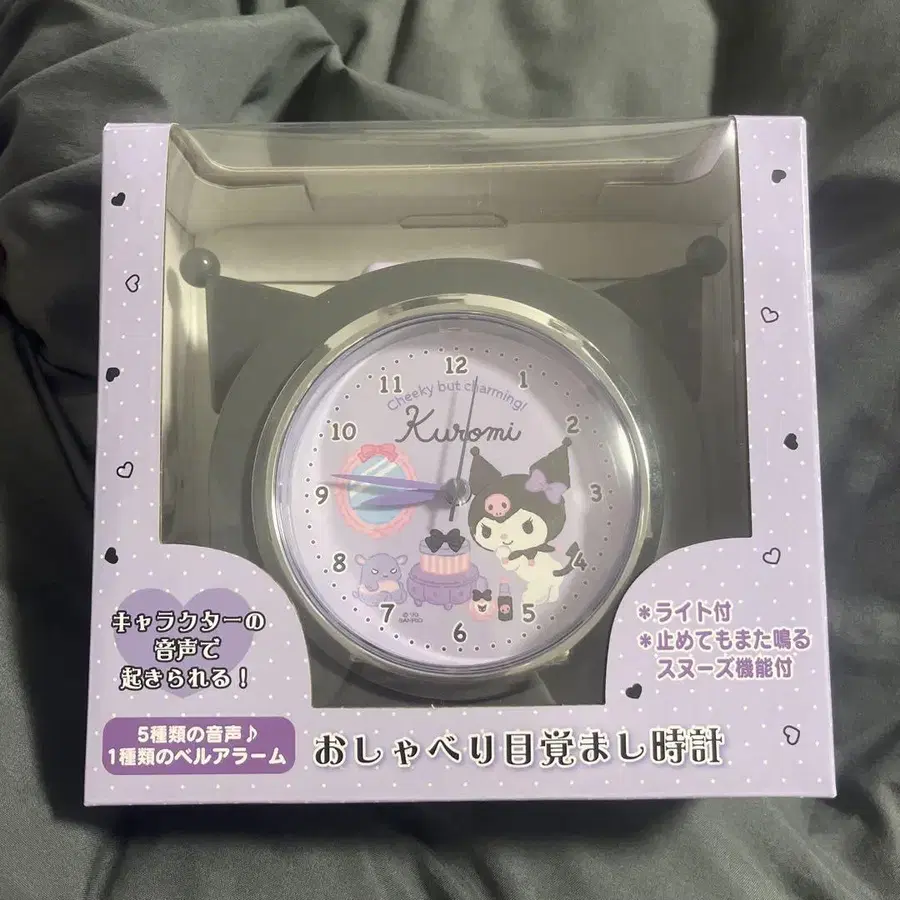 12
11
1
10
2
9
3
8
4
7
5
6
Cheeky but charming!
Kuromi
© '76
SANRIO
キャラクターの
音声で
起きられる!
*ライト付
*止めてもまた鳴る
スヌーズ機能付
5種類の音声♪
1種類のベルアラーム
おしゃべり目覚まし時計